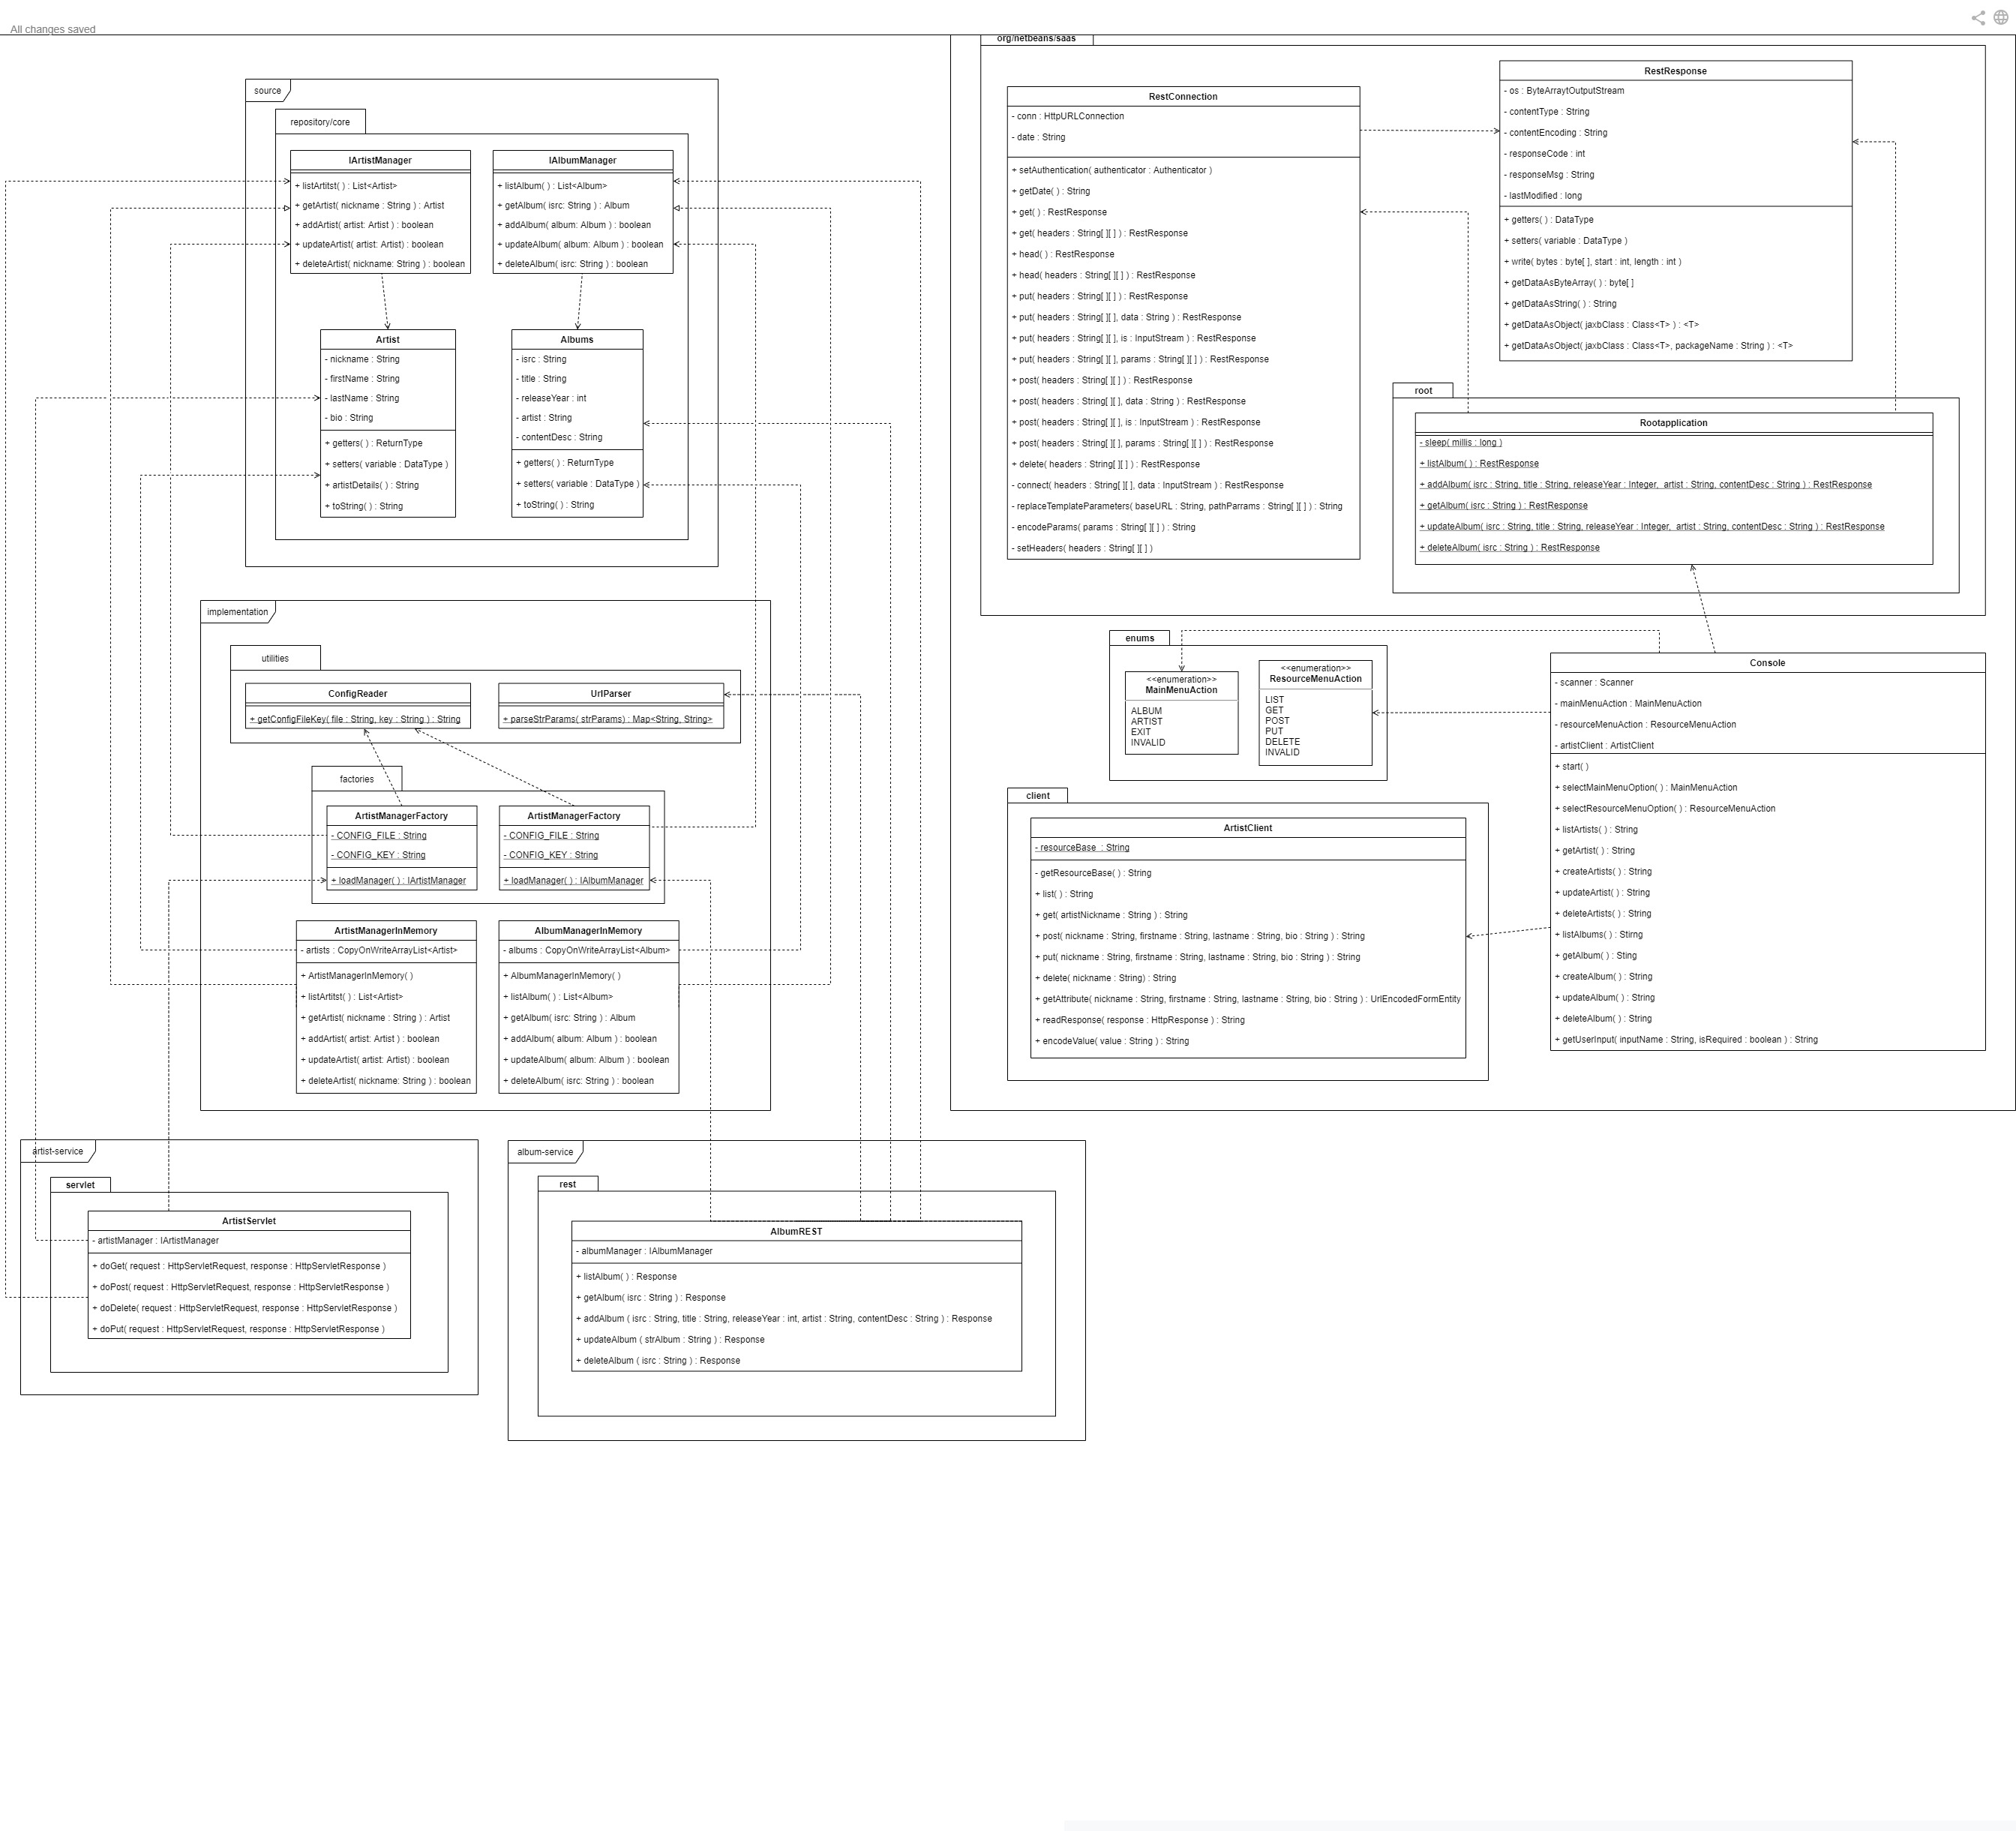 All changes saved
source
repository/core
IArtistManager
+ listArtitst( ) : List<Artist>
+ getArtist( nickname : String ) : Artist
+ addArtist( artist: Artist ) : boolean
+ updateArtist( artist: Artist) : boolean
+ deleteArtist( nickname: String ) : boolean
IAlbumManager
+ listAlbum( ) : List<Album>
+ getAlbum( isrc: String ) : Album
+ addAlbum( album: Album ) : boolean
+ updateAlbum( album: Album ) : boolean
+ deleteAlbum( isrc: String ) : boolean
Artist
- nickname : String
- firstName : String
- lastName : String
- bio : String
+ getters( ) : ReturnType
+ setters( variable : DataType )
+ artistDetails( ) : String
+ toString( ) : String
Albums
- isrc : String
- title : String
- releaseYear : int
- artist : String
- contentDesc : String
+ getters( ) : ReturnType
+ setters( variable : DataType )
+ toString( ) : String
implementation
utilities
ConfigReader
+ getConfigFileKey( file : String, key : String ) : String
UrlParser
+ parseStrParams( strParams) : Map<String, String>
factories
ArtistManagerFactory
- CONFIG_FILE : String
- CONFIG_KEY : String
+ loadManager( ) : IArtistManager
ArtistManagerFactory
- CONFIG_FILE : String
- CONFIG_KEY : String
+ loadManager( ) : IAlbumManager
ArtistManagerInMemory
- artists : CopyOnWriteArrayList<Artist>
+ ArtistManagerInMemory( )
+ listArtitst( ) : List<Artist>
+ getArtist( nickname : String ) : Artist
+ addArtist( artist: Artist ) : boolean
+ updateArtist( artist: Artist) : boolean
+ deleteArtist( nickname: String ) : boolean
AlbumManagerInMemory
- albums : CopyOnWriteArrayList<Album>
+ AlbumManagerInMemory( )
+ listAlbum( ) : List<Album>
+ getAlbum( isrc: String ) : Album
+ addAlbum( album: Album ) : boolean
+ updateAlbum( album: Album ) : boolean
+ deleteAlbum( isrc: String ) : boolean
artist-service
servlet
ArtistServlet
- artistManager : IArtistManager
+ doGet( request : HttpServletRequest, response : HttpServletResponse )
+ doPost( request : HttpServletRequest, response : HttpServletResponse )
+ doDelete( request : HttpServletRequest, response : HttpServletResponse )
+ doPut( request : HttpServletRequest, response : HttpServletResponse )
album-service
rest
AlbumREST
- albumManager : IAlbumManager
+ listAlbum( ) : Response
+ getAlbum( isrc : String ) : Response
+ addAlbum ( isrc : String, title : String, releaseYear : int, artist : String, contentDesc : String ) : Response
+ updateAlbum ( strAlbum : String ) : Response
+ deleteAlbum ( isrc : String ) : Response
org/netbeans/saas
RestConnection
- conn : HttpURLConnection
- date : String
+ setAuthentication( authenticator : Authenticator )
+ getDate( ) : String
+ get( ) : RestResponse
+ get( headers : String[ ][ ] ) : RestResponse
+ head( ) : RestResponse
+ head( headers : String[ ][ ] ) : RestResponse
+ put( headers : String[ ][ ] ) : RestResponse
+ put( headers : String[ ][ ], data : String ) : RestResponse
+ put( headers : String[ ][ ], is : InputStream ) : RestResponse
+ put( headers : String[ ][ ], params : String[ ][ ] ) : RestResponse
+ post( headers : String[ ][ ] ) : RestResponse
+ post( headers : String[ ][ ], data : String ) : RestResponse
+ post( headers : String[ ][ ], is : InputStream ) : RestResponse
+ post( headers : String[ ][ ], params : String[ ][ ] ) : RestResponse
+ delete( headers : String[ ][ ] ) : RestResponse
- connect( headers : String[ ][ ], data : InputStream ) : RestResponse
- replaceTemplateParameters( baseURL : String, pathParrams : String[ ][ ] ) : String
- encodeParams( params : String[ ][ ] ) : String
- setHeaders( headers : String[ ][ ] )
RestResponse
- os : ByteArraytOutputStream
- contentType : String
- contentEncoding : String
- responseCode : int
- responseMsg : String
- lastModified : long
+ getters( ) : DataType
+ setters( variable : DataType )
+ write( bytes : byte[ ], start : int, length : int )
+ getDataAsByteArray( ) : byte[ ]
+ getDataAsString( ) : String
+ getDataAsObject( jaxbClass : Class<T> ) : <T>
+ getDataAsObject( jaxbClass : Class<T>, packageName : String ) : <T>
root
Rootapplication
- sleep( millis : long )
+ listAlbum( ) : RestResponse
+ addAlbum( isrc : String, title : String, releaseYear : Integer,  artist : String, contentDesc : String ) : RestResponse
+ getAlbum( isrc : String ) : RestResponse
+ updateAlbum( isrc : String, title : String, releaseYear : Integer,  artist : String, contentDesc : String ) : RestResponse
+ deleteAlbum( isrc : String ) : RestResponse
enums
<<enumeration>>
MainMenuAction
ALBUM
ARTIST
EXIT
INVALID
<<enumeration>>
ResourceMenuAction
LIST
GET
POST
PUT
DELETE
INVALID
Console
- scanner : Scanner
- mainMenuAction : MainMenuAction
- resourceMenuAction : ResourceMenuAction
- artistClient : ArtistClient
+ start( )
+ selectMainMenuOption( ) : MainMenuAction
+ selectResourceMenuOption( ) : ResourceMenuAction
+ listArtists( ) : String
+ getArtist( ) : String
+ createArtists( ) : String
+ updateArtist( ) : String
+ deleteArtists( ) : String
+ listAlbums( ) : Stirng
+ getAlbum( ) : Sting
+ createAlbum( ) : String
+ updateAlbum( ) : String
+ deleteAlbum( ) : String
+ getUserInput( inputName : String, isRequired : boolean ) : String
client
ArtistClient
- resourceBase  : String
- getResourceBase( ) : String
+ list( ) : String
+ get( artistNickname : String ) : String
+ post( nickname : String, firstname : String, lastname : String, bio : String ) : String
+ put( nickname : String, firstname : String, lastname : String, bio : String ) : String
+ delete( nickname : String) : String
+ getAttribute( nickname : String, firstname : String, lastname : String, bio : String ) : UrlEncodedFormEntity
+ readResponse( response : HttpResponse ) : String
+ encodeValue( value : String ) : String